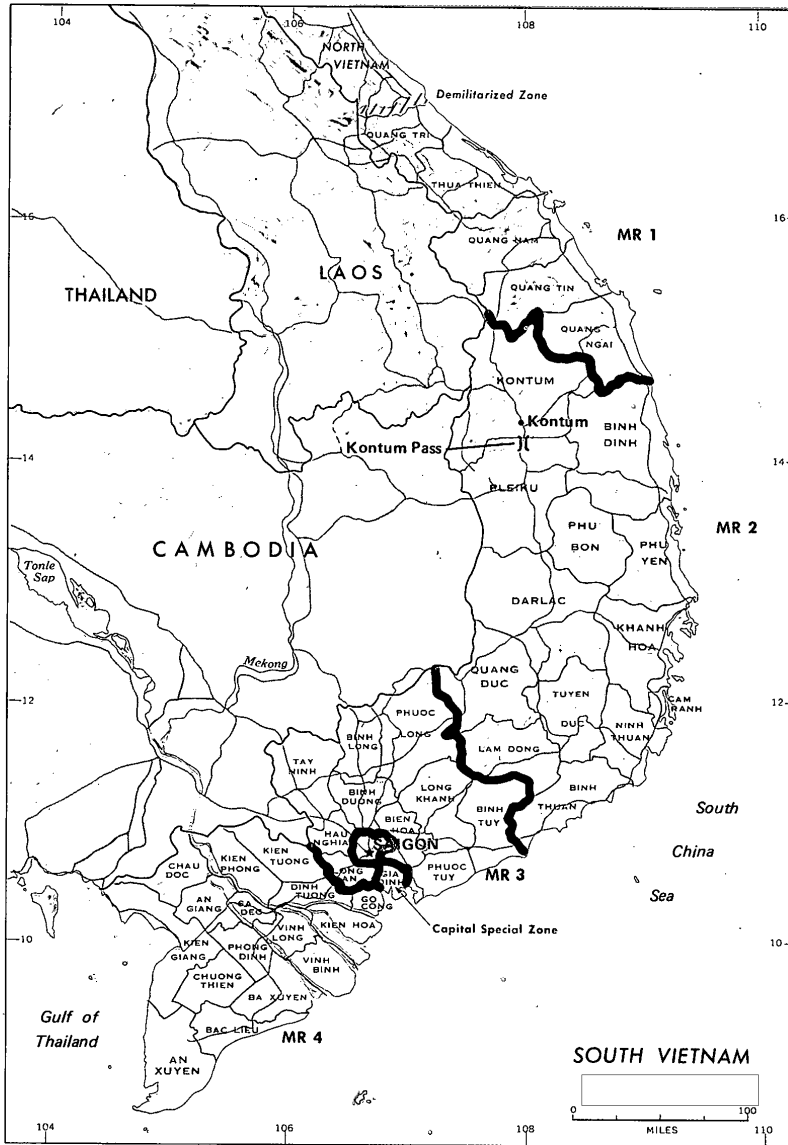 104
106
108
110
NORTH
VIETNAM
Demilitarized Zone
QUANG TRI
THUA THIEN
16
16
MR 1
QUANG NAM
LAOS
THAILAND
QUANG TIN
QUANG
NGAI
KONTUM
Kontum
BINH
DINH
Kontum Pass
14
14
PLEIKU
PHU
BON
PHU
YEN
MR 2
CAMBODIA
Tonle
Sap
DARLAC
KHANH
HOA
Mekong
QUANG
DUC
12
12
TUYEN
DUC
CAM
RANH
NINH
THUAN
PHUOC
LONG
BINH
LONG
LAM DONG
TAY
NINH
BINH
DUONG
LONG
KHANH
BINH
TUY
BINH
THUAN
BIEN
HOA
HAU
NGHIA
SAIGON
South
China
Sea
MR 3
PHUOC
TUY
LONG
AN
GIA
DINH
CHAU
DOC
KIEN
PHONG
KIEN
TUONG
DINH
TUONG
GO
CONG
Capital Special Zone
AN
GIANG
SA
DEC
VINH
LONG
KIEN HOA
10
10
KIEN
GIANG
PHONG
DINH
VINH
BINH
CHUONG
THIEN
BA XUYEN
Gulf of
Thailand
BAC LIEU
MR 4
AN
XUYEN
SOUTH VIETNAM
0
100
MILES
104
106
108
110